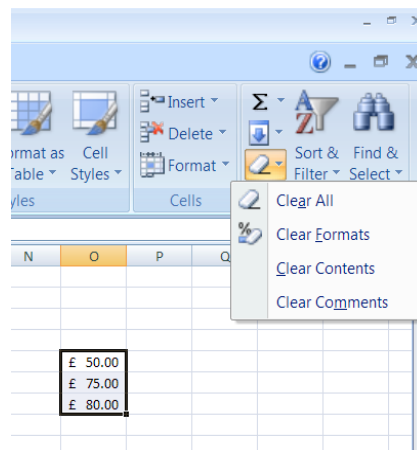 Insert
Delete
Format
Σ
ormat as
Table
Cell
Styles
Sort &
Filter
Find &
Select
yles
Cells
Clear All
Clear Formats
Clear Contents
Clear Comments
N O P Q
£ 50.00
£ 75.00
£ 80.00